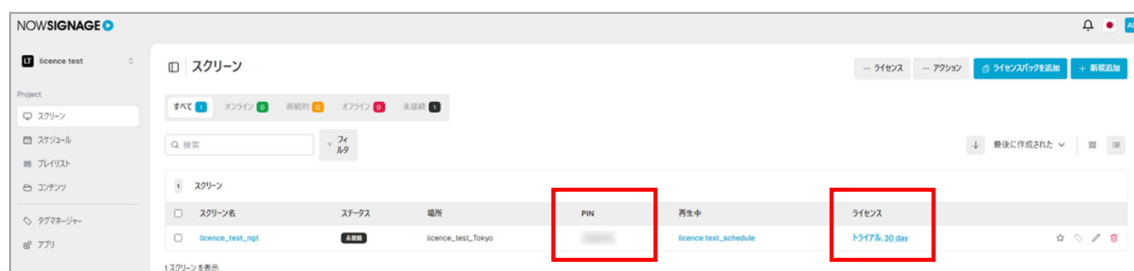 NOWSIGNAGE
LT licence test
スクリーン
ライセンス
アクション
ライセンスパックを追加
+ 新規追加
Project
スクリーン
スケジュール
プレイリスト
コンテンツ
タグマネージャー
アプリ
すべて 1
オンライン 0
断続的 0
オフライン 0
未接続 1
検索
フィルタ
最後に作成された
1 スクリーン
スクリーン名 ステータス 場所 PIN 再生中 ライセンス
licence_test_ngt 未接続 licence_test_Tokyo licence test_schedule トライアル, 30 day
1 スクリーン を表示